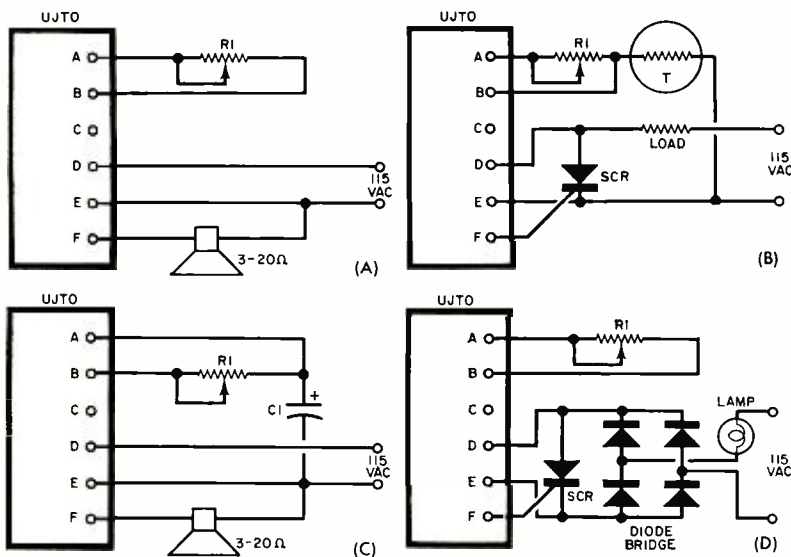 UJTO
A
B
C
D
E
F
R1
115
VAC
3-20Ω
(A)
UJTO
A
B
C
D
E
F
R1
T
LOAD
SCR
115
VAC
(B)
UJTO
A
B
C
D
E
F
R1
C1
+
115
VAC
3-20Ω
(C)
UJTO
A
B
C
D
E
F
R1
LAMP
SCR
DIODE
BRIDGE
115
VAC
(D)